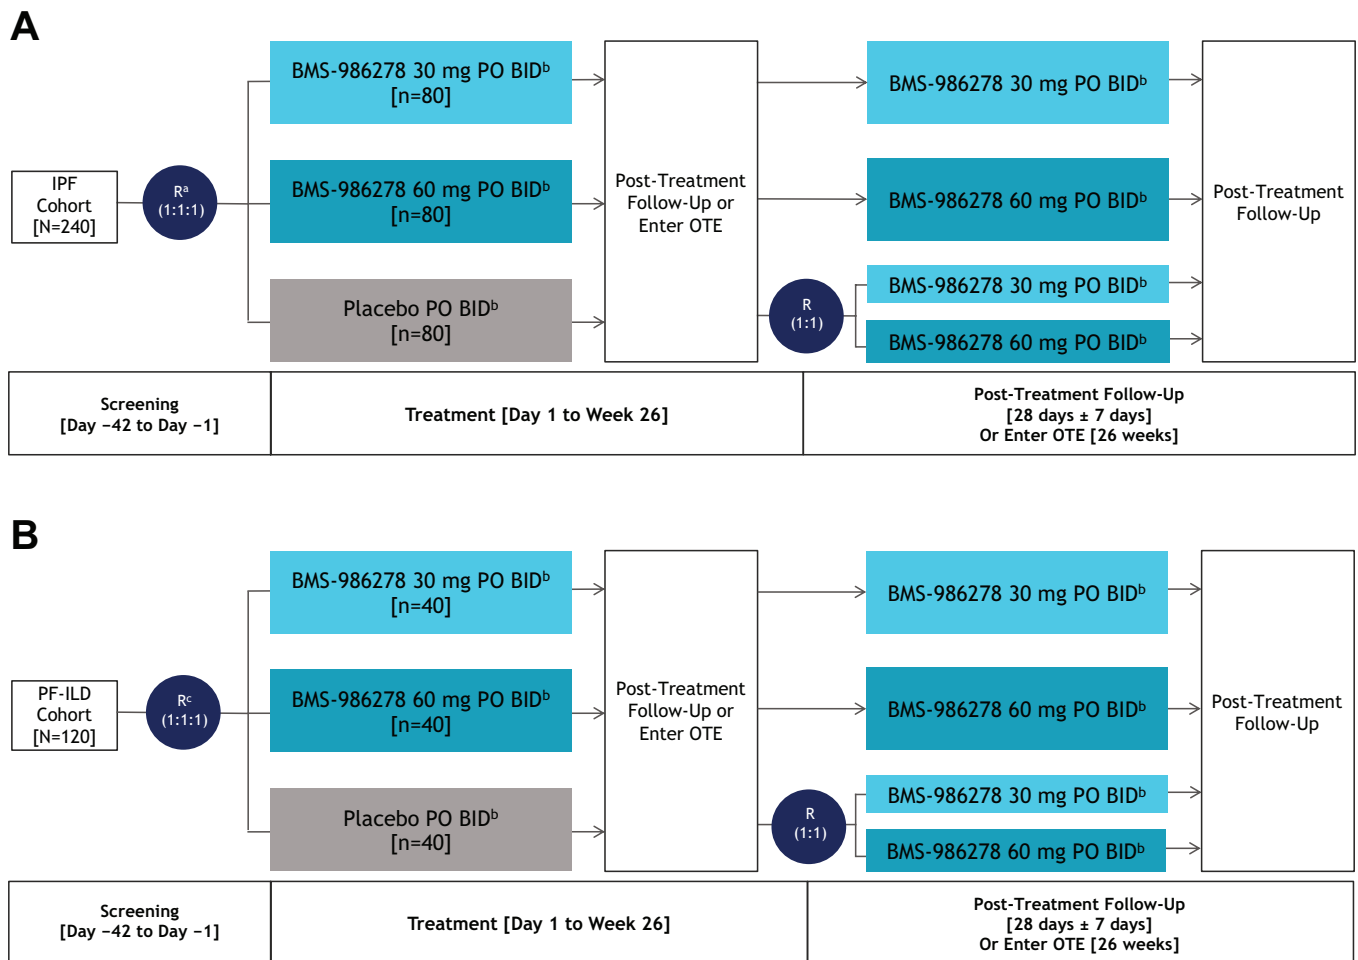 A
IPF
Cohort
[N=240]
Rᵃ
(1:1:1)
BMS-986278 30 mg PO BIDᵇ
[n=80]
BMS-986278 60 mg PO BIDᵇ
[n=80]
Placebo PO BIDᵇ
[n=80]
Post-Treatment
Follow-Up or
Enter OTE
R
(1:1)
BMS-986278 30 mg PO BIDᵇ
BMS-986278 60 mg PO BIDᵇ
BMS-986278 30 mg PO BIDᵇ
BMS-986278 60 mg PO BIDᵇ
Post-Treatment
Follow-Up
Screening
[Day −42 to Day −1]
Treatment [Day 1 to Week 26]
Post-Treatment Follow-Up
[28 days ± 7 days]
Or Enter OTE [26 weeks]
B
PF-ILD
Cohort
[N=120]
Rᶜ
(1:1:1)
BMS-986278 30 mg PO BIDᵇ
[n=40]
BMS-986278 60 mg PO BIDᵇ
[n=40]
Placebo PO BIDᵇ
[n=40]
Post-Treatment
Follow-Up or
Enter OTE
R
(1:1)
BMS-986278 30 mg PO BIDᵇ
BMS-986278 60 mg PO BIDᵇ
BMS-986278 30 mg PO BIDᵇ
BMS-986278 60 mg PO BIDᵇ
Post-Treatment
Follow-Up
Screening
[Day −42 to Day −1]
Treatment [Day 1 to Week 26]
Post-Treatment Follow-Up
[28 days ± 7 days]
Or Enter OTE [26 weeks]